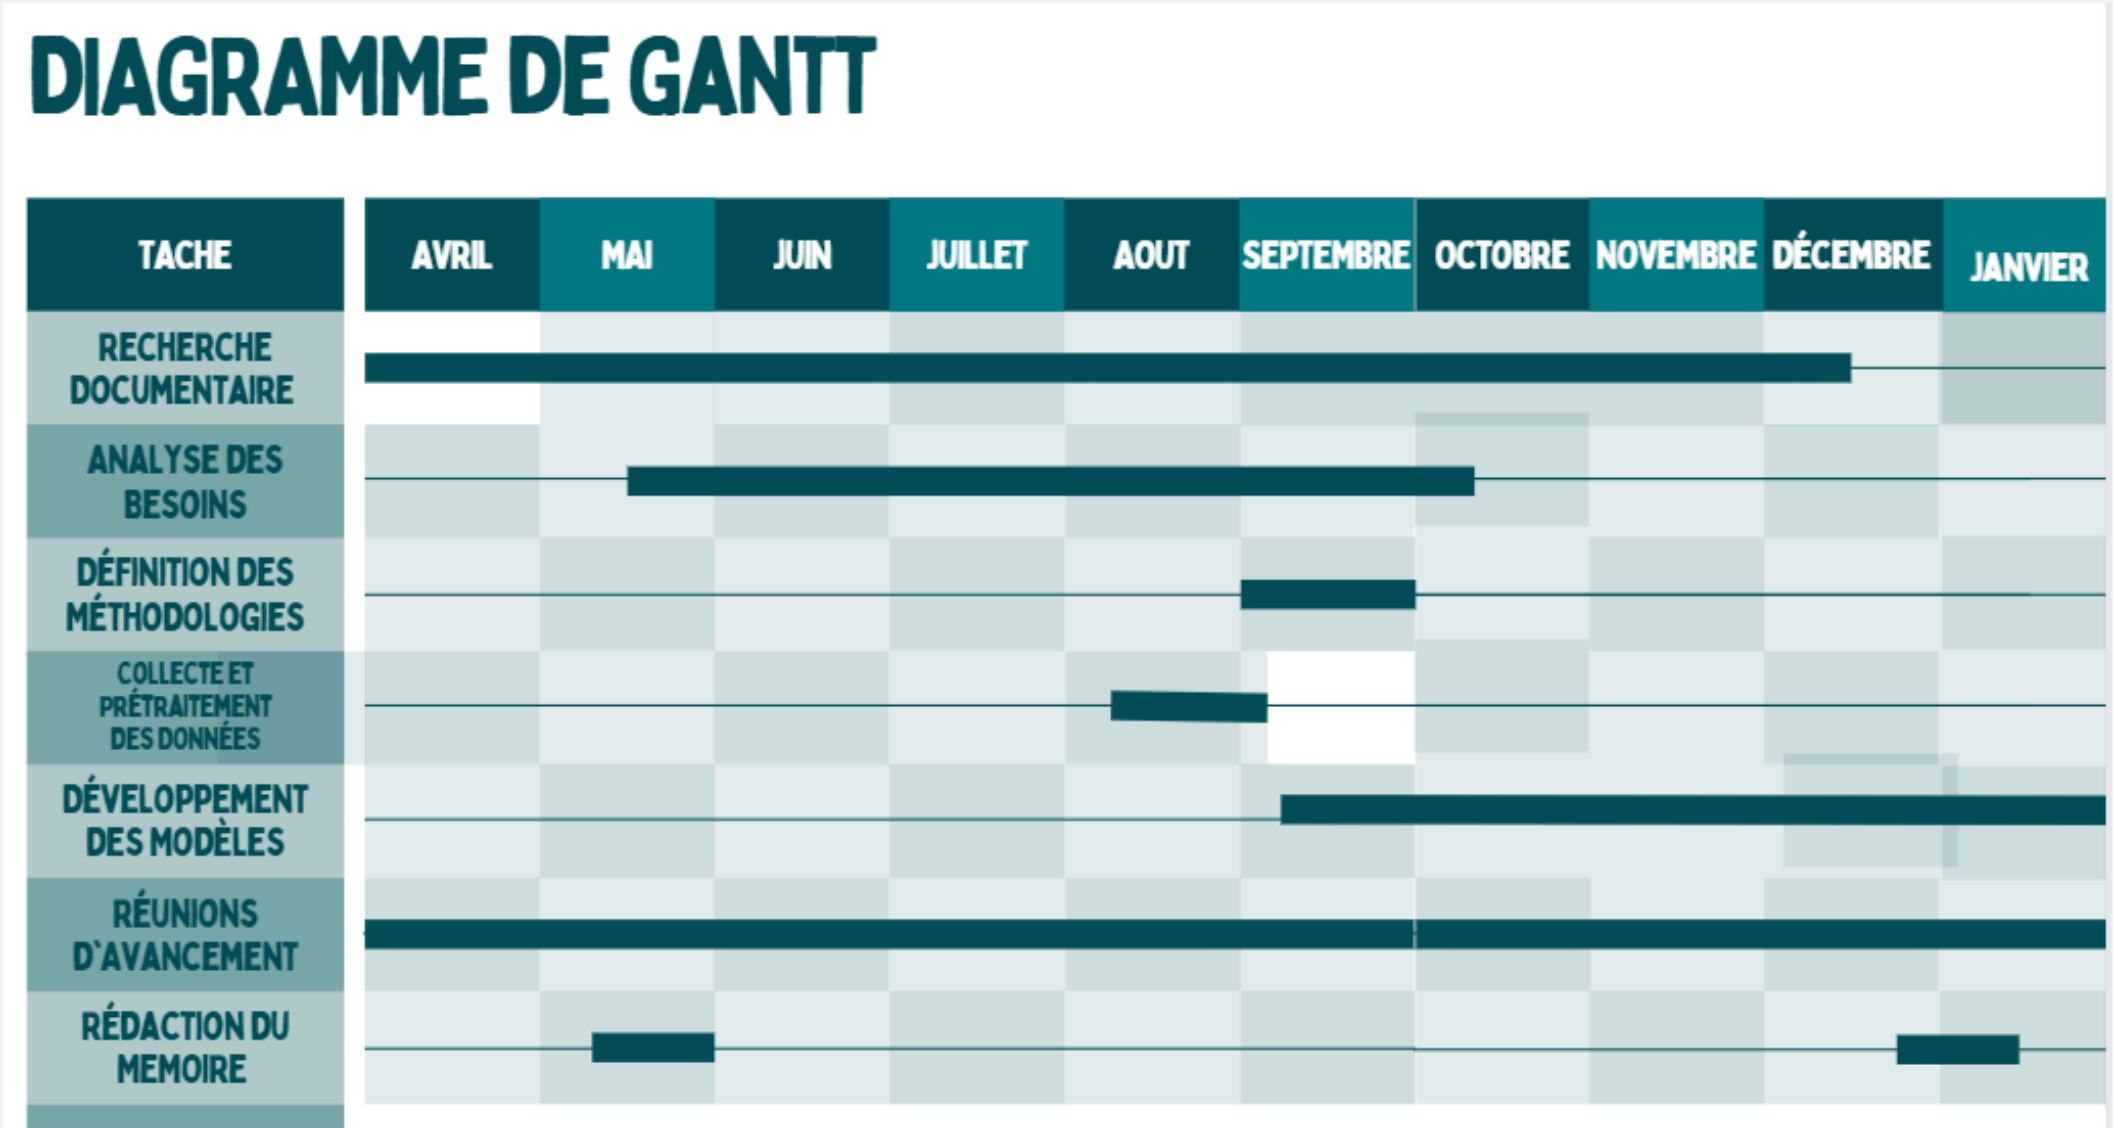 DIAGRAMME DE GANTT
TACHE
AVRIL
MAI
JUIN
JUILLET
AOUT
SEPTEMBRE
OCTOBRE
NOVEMBRE
DÉCEMBRE
JANVIER
RECHERCHE
DOCUMENTAIRE
ANALYSE DES
BESOINS
DÉFINITION DES
MÉTHODOLOGIES
COLLECTE ET
PRÉTRAITEMENT
DES DONNÉES
DÉVELOPPEMENT
DES MODÈLES
RÉUNIONS
D`AVANCEMENT
RÉDACTION DU
MEMOIRE